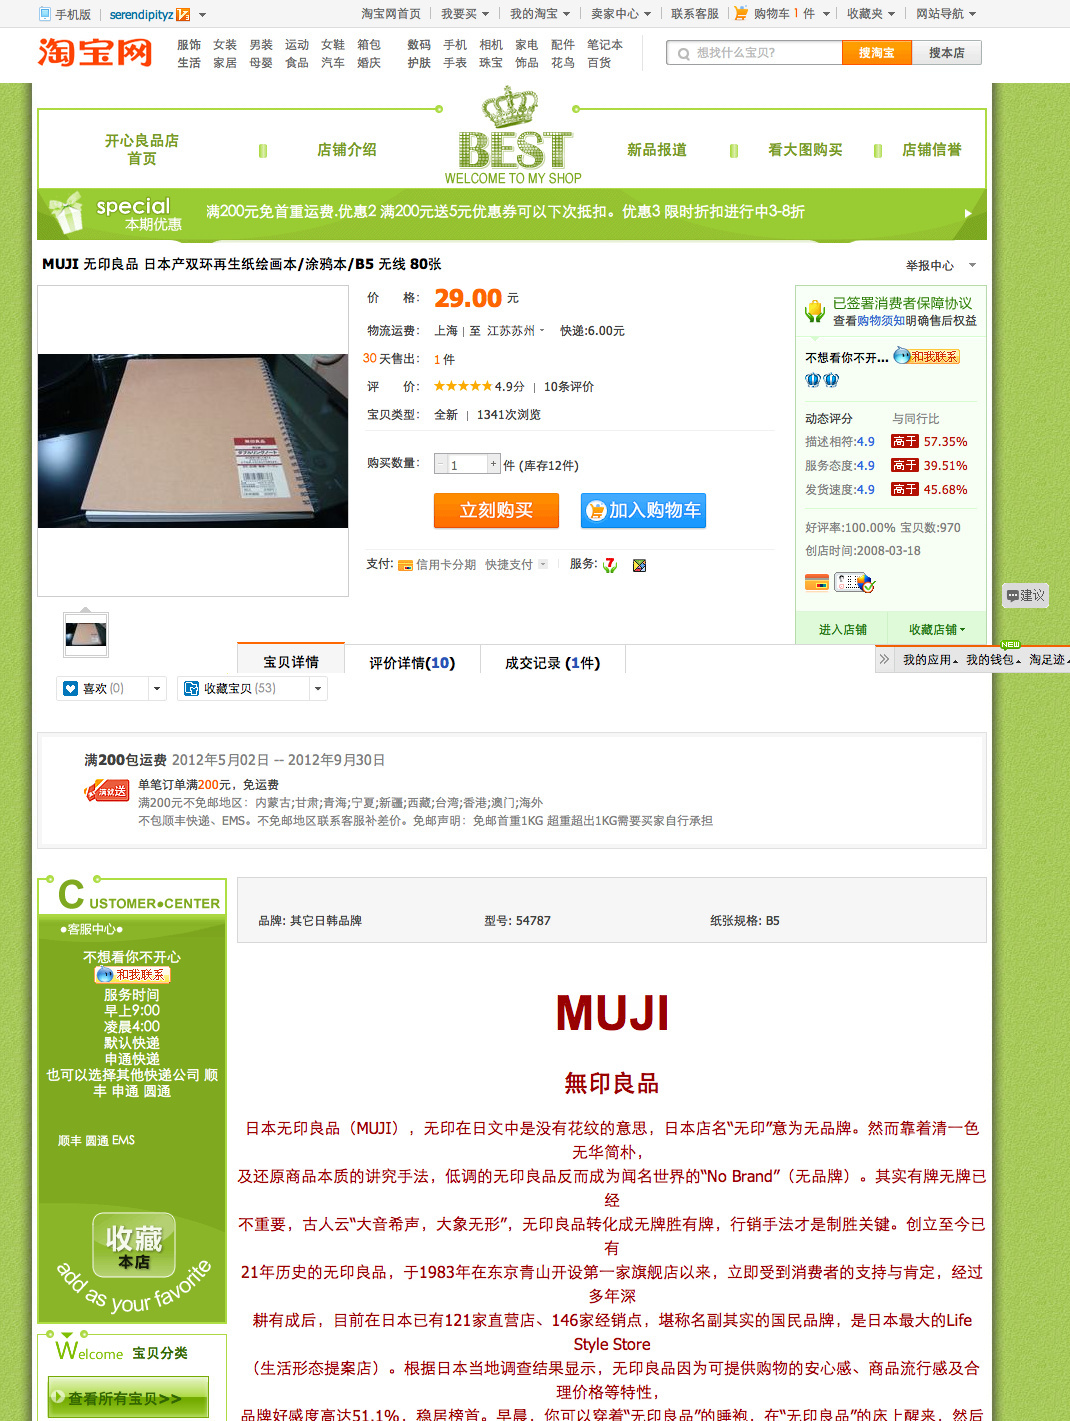 手机版 serendipityz 淘宝网首页 我要买 我的淘宝 卖家中心 联系客服 购物车 1 件 收藏夹 网站导航
淘宝网
服饰 女装 男装 运动 女鞋 箱包 数码 手机 相机 家电 配件 笔记本
生活 家居 母婴 食品 汽车 婚庆 护肤 手表 珠宝 饰品 花鸟 百货
想找什么宝贝? 搜淘宝 搜本店
开心良品店
首页
店铺介绍
BEST
WELCOME TO MY SHOP
新品报道 看大图购买 店铺信誉
special
本期优惠
满200元免首重运费.优惠2 满200元送5元优惠券可以下次抵扣。优惠3 限时折扣进行中3-8折
MUJI 无印良品 日本产双环再生纸绘画本/涂鸦本/B5 无线 80张
举报中心
价 格: 29.00 元
物流运费: 上海 | 至 江苏苏州 快递:6.00元
30天售出: 1 件
评 价: ★★★★★ 4.9分 | 10条评价
宝贝类型: 全新 | 1341次浏览
购买数量: - 1 + 件 (库存12件)
立刻购买 加入购物车
支付: 信用卡分期 快捷支付 服务: 7
已签署消费者保障协议
查看购物须知明确售后权益
不想看你不开... 和我联系
动态评分 与同行比
描述相符:4.9 高于 57.35%
服务态度:4.9 高于 39.51%
发货速度:4.9 高于 45.68%
好评率:100.00% 宝贝数:970
创店时间:2008-03-18
进入店铺 收藏店铺
建议
NEW
我的应用 我的钱包 淘足迹
宝贝详情 评价详情(10) 成交记录 (1件)
喜欢 (0) 收藏宝贝 (53)
满200包运费 2012年5月02日 -- 2012年9月30日
满就送
单笔订单满200元，免运费
满200元不免邮地区：内蒙古;甘肃;青海;宁夏;新疆;西藏;台湾;香港;澳门;海外
不包顺丰快递、EMS。不免邮地区联系客服补差价。免邮声明：免邮首重1KG 超重超出1KG需要买家自行承担
CUSTOMER●CENTER
●客服中心●
不想看你不开心
和我联系
服务时间
早上9:00
凌晨4:00
默认快递
申通快递
也可以选择其他快递公司 顺
丰 申通 圆通
顺丰 圆通 EMS
收藏
本店
add as your favorite
Welcome 宝贝分类
查看所有宝贝>>
品牌: 其它日韩品牌 型号: 54787 纸张规格: B5
MUJI
無印良品
日本无印良品（MUJI），无印在日文中是没有花纹的意思，日本店名“无印”意为无品牌。然而靠着清一色
无华简朴，
及还原商品本质的讲究手法，低调的无印良品反而成为闻名世界的“No Brand”（无品牌）。其实有牌无牌已
经
不重要，古人云“大音希声，大象无形”，无印良品转化成无牌胜有牌，行销手法才是制胜关键。创立至今已
有
21年历史的无印良品，于1983年在东京青山开设第一家旗舰店以来，立即受到消费者的支持与肯定，经过
多年深
耕有成后，目前在日本已有121家直营店、146家经销点，堪称名副其实的国民品牌，是日本最大的Life
Style Store
（生活形态提案店）。根据日本当地调查结果显示，无印良品因为可提供购物的安心感、商品流行感及合
理价格等特性，
品牌好感度高达51.1%，稳居榜首。早晨，你可以穿着“无印良品”的睡袍，在“无印良品”的床上醒来，然后